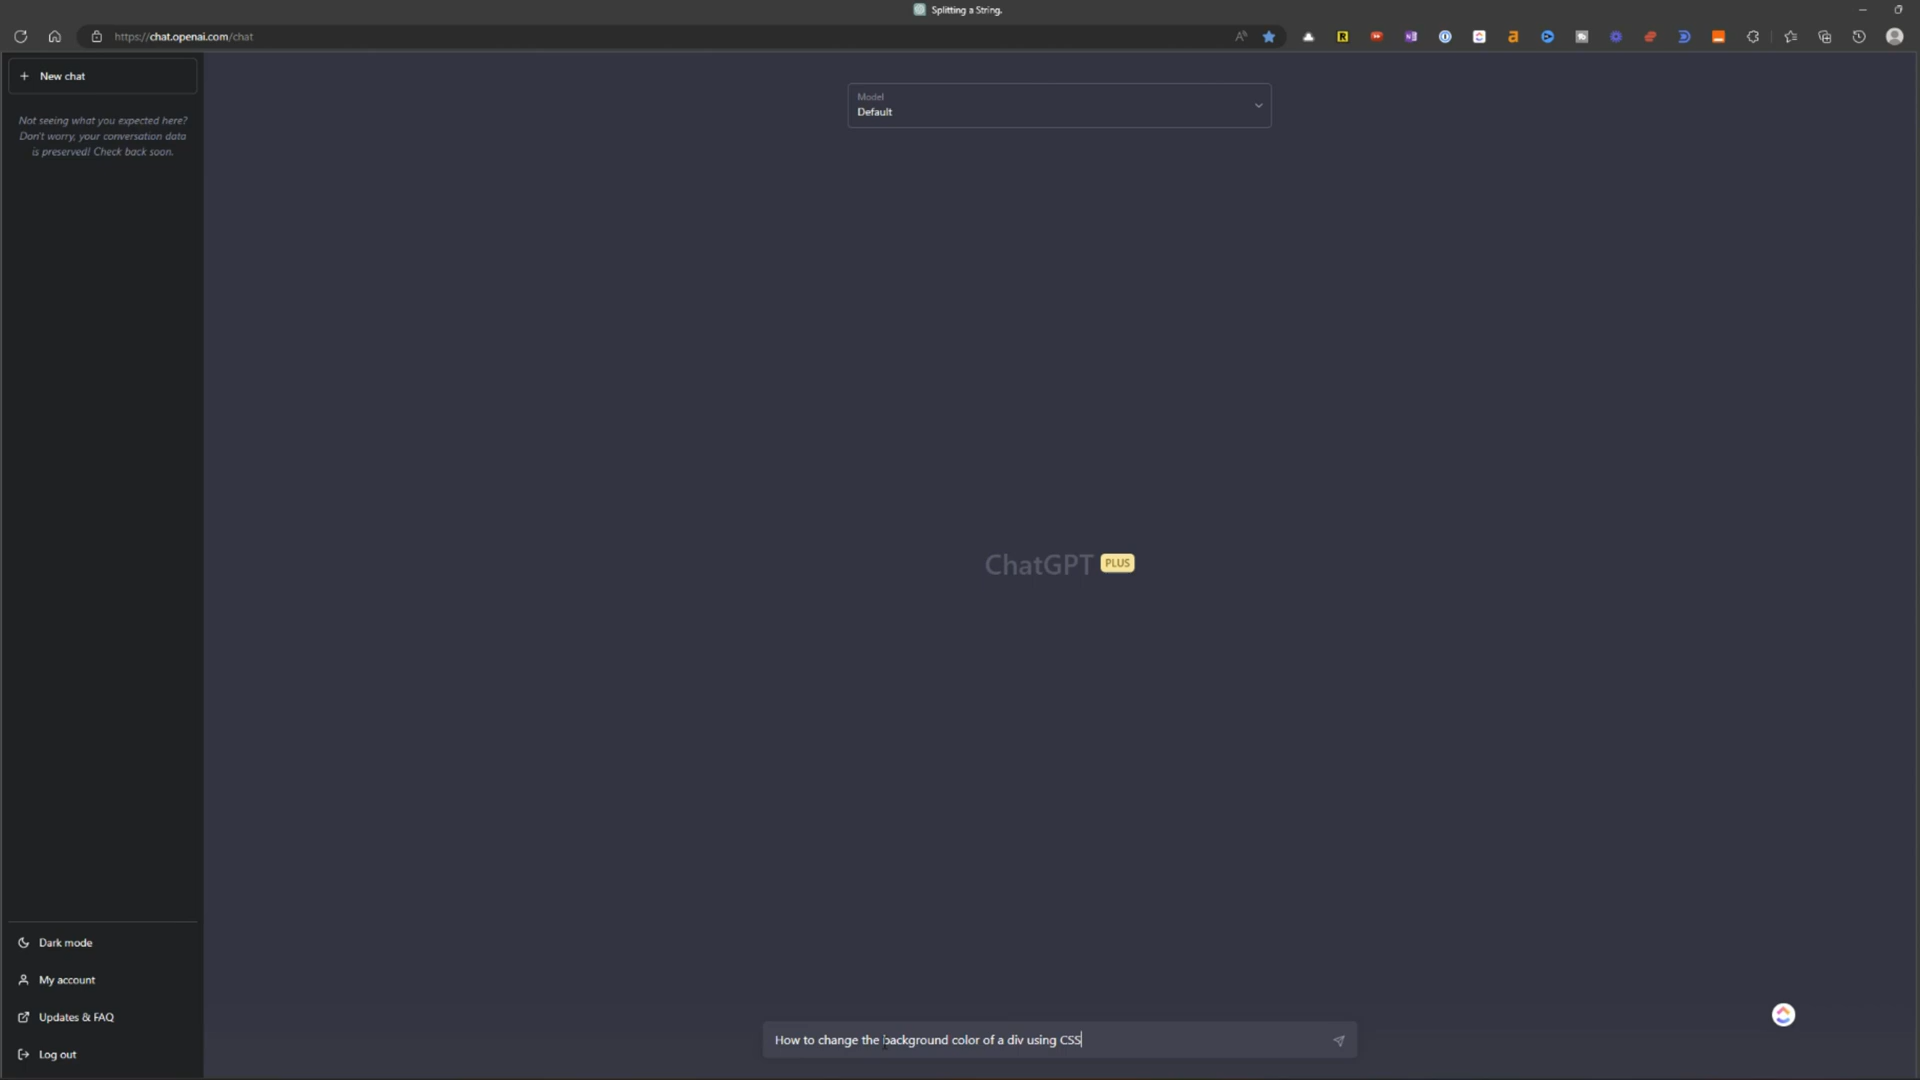 Splitting a String.
https://chat.openai.com/chat
New chat
Not seeing what you expected here?
Don't worry, your conversation data
is preserved! Check back soon.
Model
Default
ChatGPT PLUS
Dark mode
My account
Updates & FAQ
Log out
How to change the background color of a div using CSS